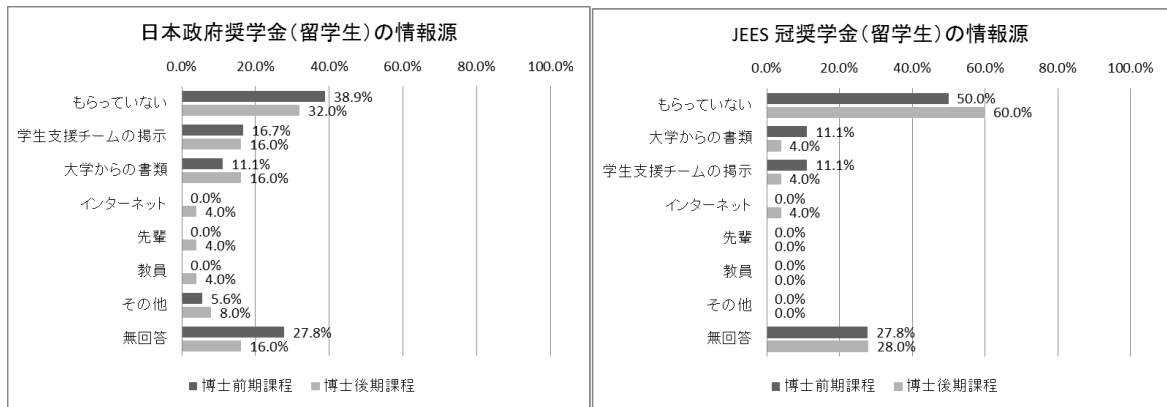 日本政府奨学金(留学生)の情報源
0.0% 20.0% 40.0% 60.0% 80.0% 100.0%
もらっていない 38.9%
32.0%
学生支援チームの掲示 16.7%
16.0%
大学からの書類 11.1%
16.0%
インターネット 0.0%
4.0%
先輩 0.0%
4.0%
教員 0.0%
4.0%
その他 5.6%
8.0%
無回答 27.8%
16.0%
■博士前期課程 ■博士後期課程
JEES 冠奨学金(留学生)の情報源
0.0% 20.0% 40.0% 60.0% 80.0% 100.0%
もらっていない 50.0%
60.0%
大学からの書類 11.1%
4.0%
学生支援チームの掲示 11.1%
4.0%
インターネット 0.0%
4.0%
先輩 0.0%
0.0%
教員 0.0%
0.0%
その他 0.0%
0.0%
無回答 27.8%
28.0%
■博士前期課程 ■博士後期課程